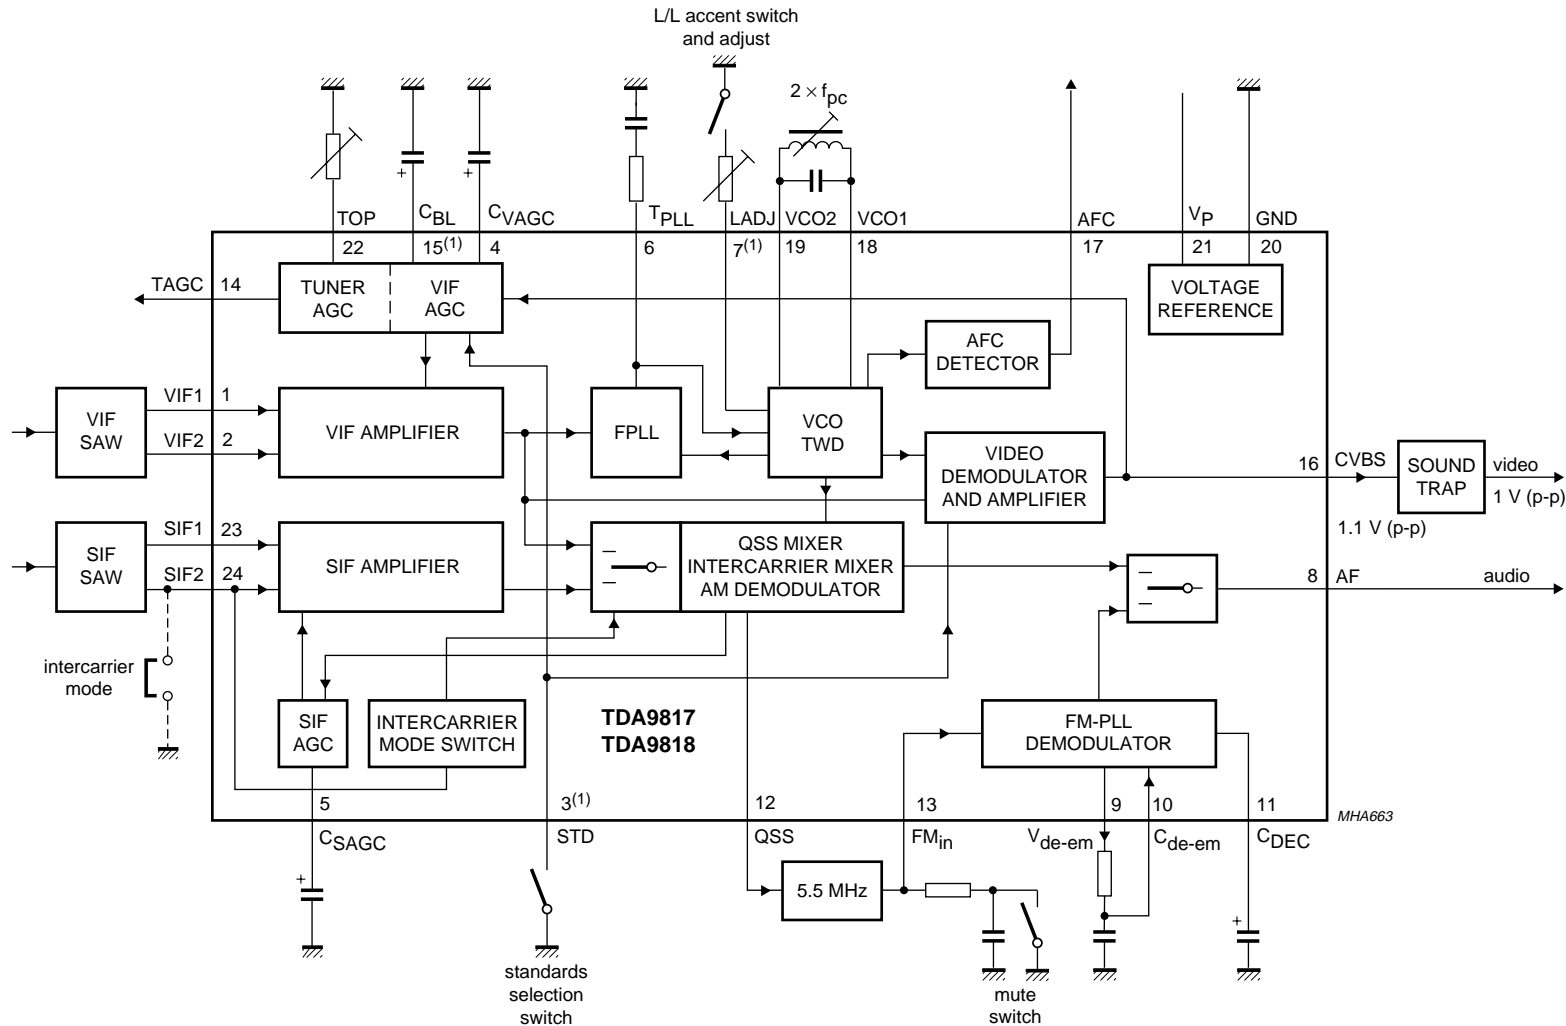 L/L accent switch
and adjust
2 × fpc
TOP
CBL
CVAGC
TPLL
LADJ
VCO2
VCO1
AFC
VP
GND
22
15(1)
4
6
7(1)
19
18
17
21
20
TAGC
14
TUNER
AGC
VIF
AGC
VOLTAGE
REFERENCE
AFC
DETECTOR
VIF
SAW
VIF1
1
VIF2
2
VIF AMPLIFIER
FPLL
VCO
TWD
VIDEO
DEMODULATOR
AND AMPLIFIER
16
CVBS
SOUND
TRAP
video
1 V (p-p)
1.1 V (p-p)
SIF
SAW
SIF1
23
SIF2
24
SIF AMPLIFIER
QSS MIXER
INTERCARRIER MIXER
AM DEMODULATOR
8
AF
audio
intercarrier
mode
SIF
AGC
INTERCARRIER
MODE SWITCH
TDA9817
TDA9818
FM-PLL
DEMODULATOR
5
3(1)
12
13
9
10
11
MHA663
CSAGC
STD
QSS
FMin
Vde-em
Cde-em
CDEC
+
+
+
+
5.5 MHz
standards
selection
switch
mute
switch